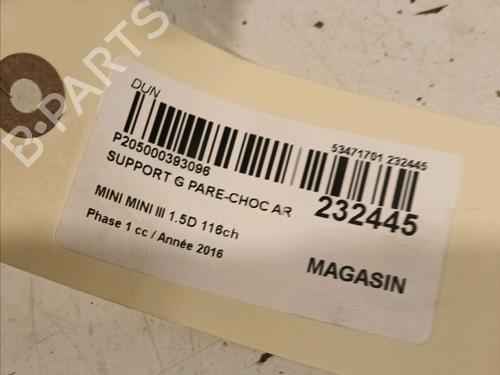 DUN
53471701 232445
P205000393096
SUPPORT G PARE-CHOC AR
232445
MINI MINI III 1.5D 116ch
Phase 1 cc / Année 2016
MAGASIN
B-PARTS